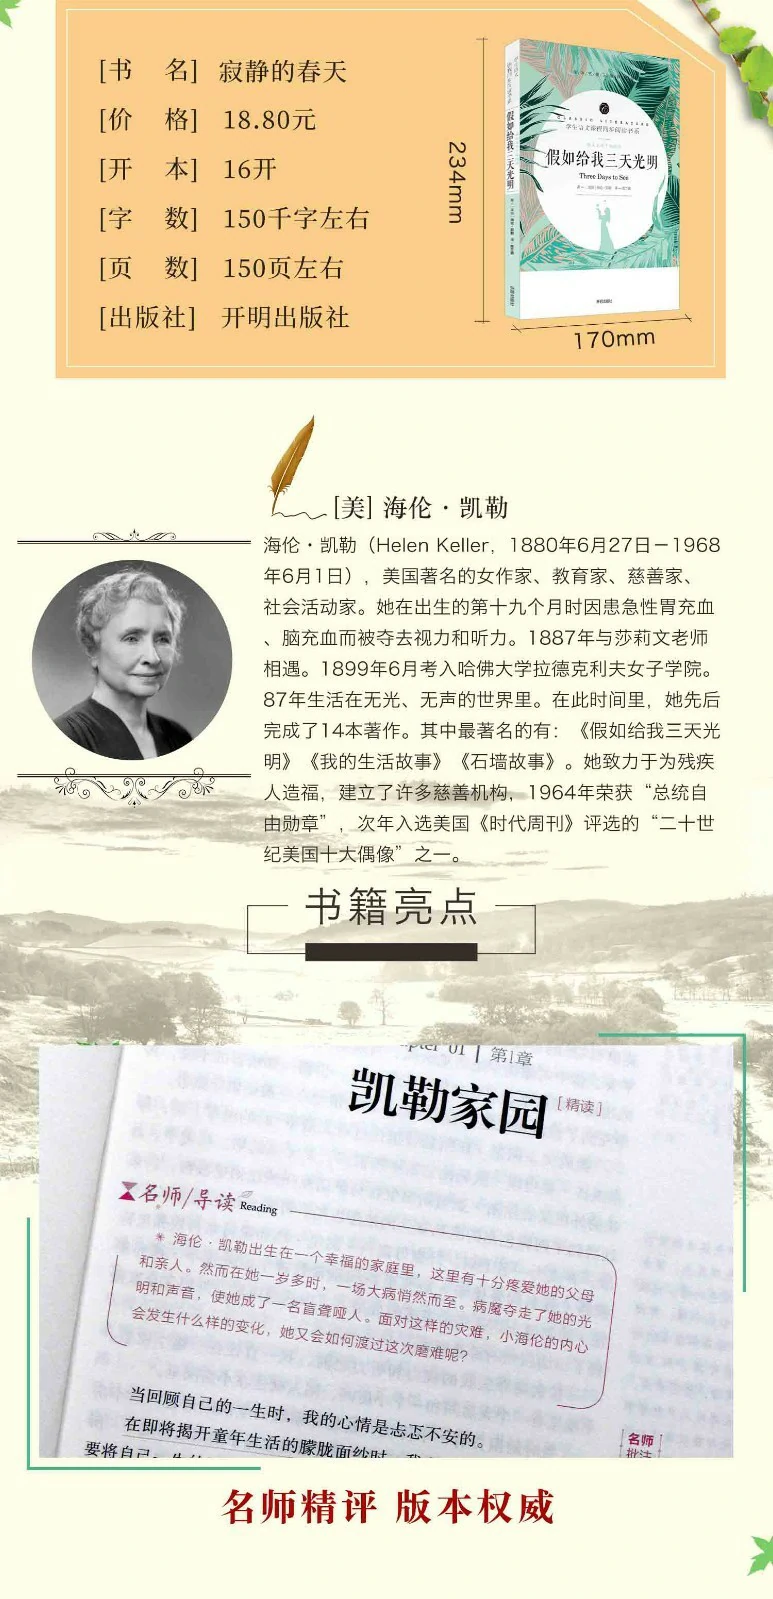 [书 名] 寂静的春天
[价 格] 18.80元
[开 本] 16开
[字 数] 150千字左右
[页 数] 150页左右
[出版社] 开明出版社
234mm
假如给我三天光明
CLASSIC LITERATURE
学生语文课程同步阅读书系
假如给我三天光明
Three Days to See
170mm
[美] 海伦·凯勒
海伦·凯勒（Helen Keller，1880年6月27日－1968
年6月1日），美国著名的女作家、教育家、慈善家、
社会活动家。她在出生的第十九个月时因患急性胃充血
、脑充血而被夺去视力和听力。1887年与莎莉文老师
相遇。1899年6月考入哈佛大学拉德克利夫女子学院。
87年生活在无光、无声的世界里。在此时间里，她先后
完成了14本著作。其中最著名的有：《假如给我三天光
明》《我的生活故事》《石墙故事》。她致力于为残疾
人造福，建立了许多慈善机构，1964年荣获“总统自
由勋章”，次年入选美国《时代周刊》评选的“二十世
纪美国十大偶像”之一。
书籍亮点
pter 01 | 第1章
凯勒家园 [精读]
名师/导读 Reading
* 海伦·凯勒出生在一个幸福的家庭里，这里有十分疼爱她的父母
和亲人。然而在她一岁多时，一场大病悄然而至。病魔夺走了她的光
明和声音，使她成了一名盲聋哑人。面对这样的灾难，小海伦的内心
会发生什么样的变化，她又会如何渡过这次磨难呢？
当回顾自己的一生时，我的心情是忐忑不安的。
在即将揭开童年生活的朦胧面纱时，我
要将自己一生的
名师
批注
名师精评 版本权威